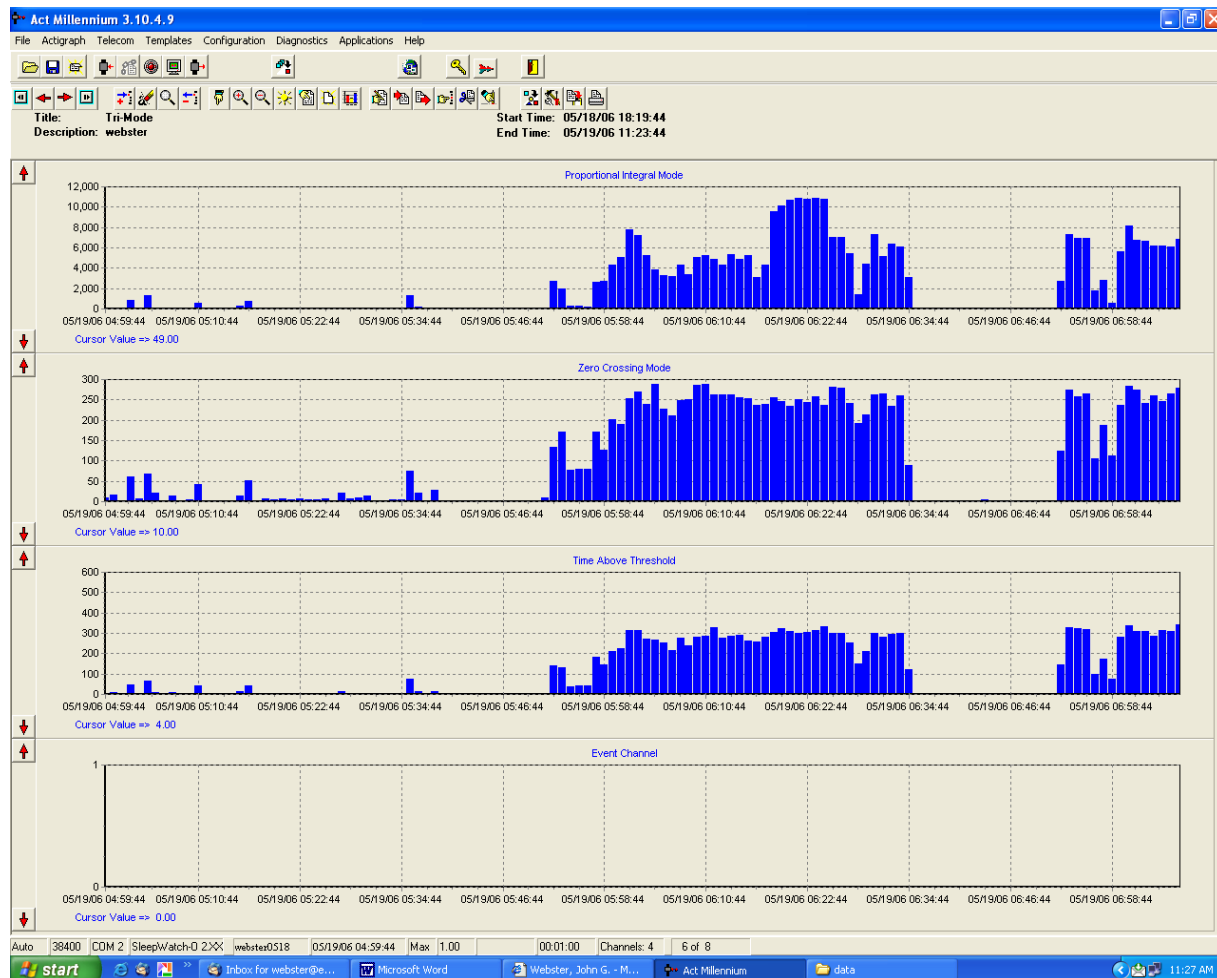 Act Millennium 3.10.4.9
File Actigraph Telecom Templates Configuration Diagnostics Applications Help
Title: Tri-Mode Start Time: 05/18/06 18:19:44
Description: webster End Time: 05/19/06 11:23:44
Proportional Integral Mode
12,000
10,000
8,000
6,000
4,000
2,000
0
05/19/06 04:59:44 05/19/06 05:10:44 05/19/06 05:22:44 05/19/06 05:34:44 05/19/06 05:46:44 05/19/06 05:58:44 05/19/06 06:10:44 05/19/06 06:22:44 05/19/06 06:34:44 05/19/06 06:46:44 05/19/06 06:58:44
Cursor Value => 49.00
Zero Crossing Mode
300
250
200
150
100
50
0
05/19/06 04:59:44 05/19/06 05:10:44 05/19/06 05:22:44 05/19/06 05:34:44 05/19/06 05:46:44 05/19/06 05:58:44 05/19/06 06:10:44 05/19/06 06:22:44 05/19/06 06:34:44 05/19/06 06:46:44 05/19/06 06:58:44
Cursor Value => 10.00
Time Above Threshold
600
500
400
300
200
100
0
05/19/06 04:59:44 05/19/06 05:10:44 05/19/06 05:22:44 05/19/06 05:34:44 05/19/06 05:46:44 05/19/06 05:58:44 05/19/06 06:10:44 05/19/06 06:22:44 05/19/06 06:34:44 05/19/06 06:46:44 05/19/06 06:58:44
Cursor Value => 4.00
Event Channel
1
0
05/19/06 04:59:44 05/19/06 05:10:44 05/19/06 05:22:44 05/19/06 05:34:44 05/19/06 05:46:44 05/19/06 05:58:44 05/19/06 06:10:44 05/19/06 06:22:44 05/19/06 06:34:44 05/19/06 06:46:44 05/19/06 06:58:44
Cursor Value => 0.00
Auto 38400 COM 2 SleepWatch-O 2.XX webster0518 05/19/06 04:59:44 Max 1.00 00:01:00 Channels: 4 6 of 8
start Inbox for webster@e... Microsoft Word Webster, John G. - M... Act Millennium data 11:27 AM